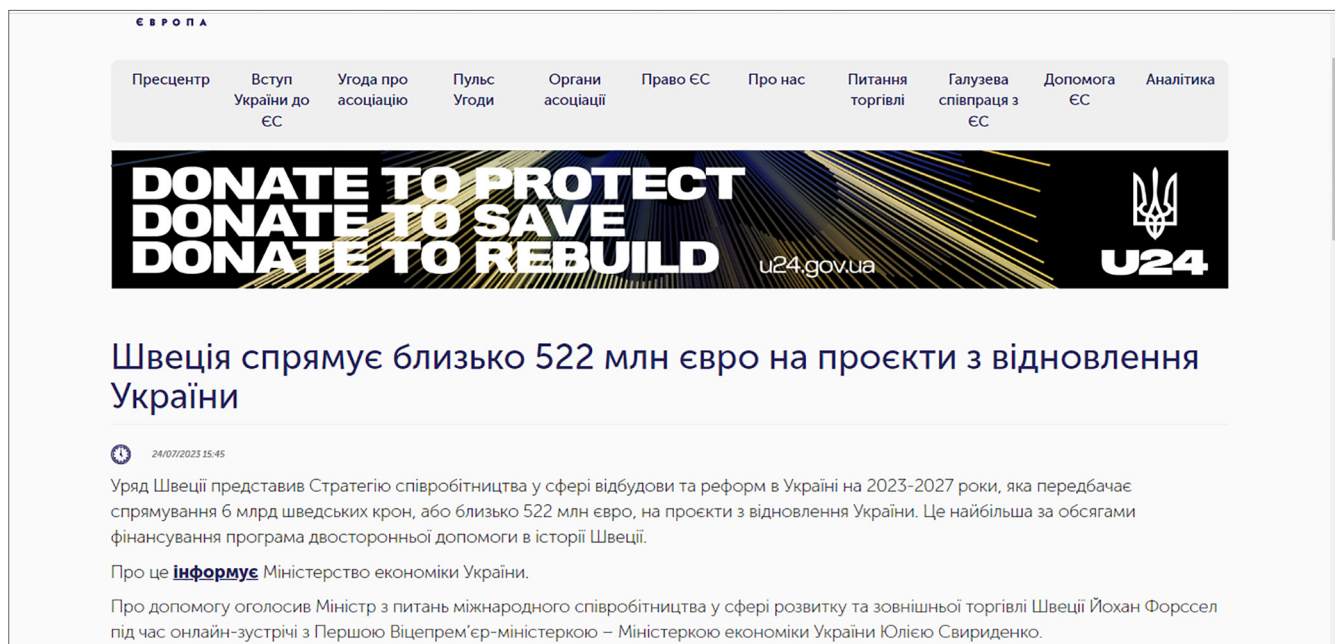 ЄВРОПА
Пресцентр
Вступ
України до
ЄС
Угода про
асоціацію
Пульс
Угоди
Органи
асоціації
Право ЄС
Про нас
Питання
торгівлі
Галузева
співпраця з
ЄС
Допомога
ЄС
Аналітика
DONATE TO PROTECT
DONATE TO SAVE
DONATE TO REBUILD
u24.gov.ua
U24
Швеція спрямує близько 522 млн євро на проєкти з відновлення
України
24/07/2023 15:45
Уряд Швеції представив Стратегію співробітництва у сфері відбудови та реформ в Україні на 2023-2027 роки, яка передбачає
спрямування 6 млрд шведських крон, або близько 522 млн євро, на проєкти з відновлення України. Це найбільша за обсягами
фінансування програма двосторонньої допомоги в історії Швеції.
Про це інформує Міністерство економіки України.
Про допомогу оголосив Міністр з питань міжнародного співробітництва у сфері розвитку та зовнішньої торгівлі Швеції Йохан Форссел
під час онлайн-зустрічі з Першою Віцепрем’єр-міністеркою – Міністеркою економіки України Юлією Свириденко.